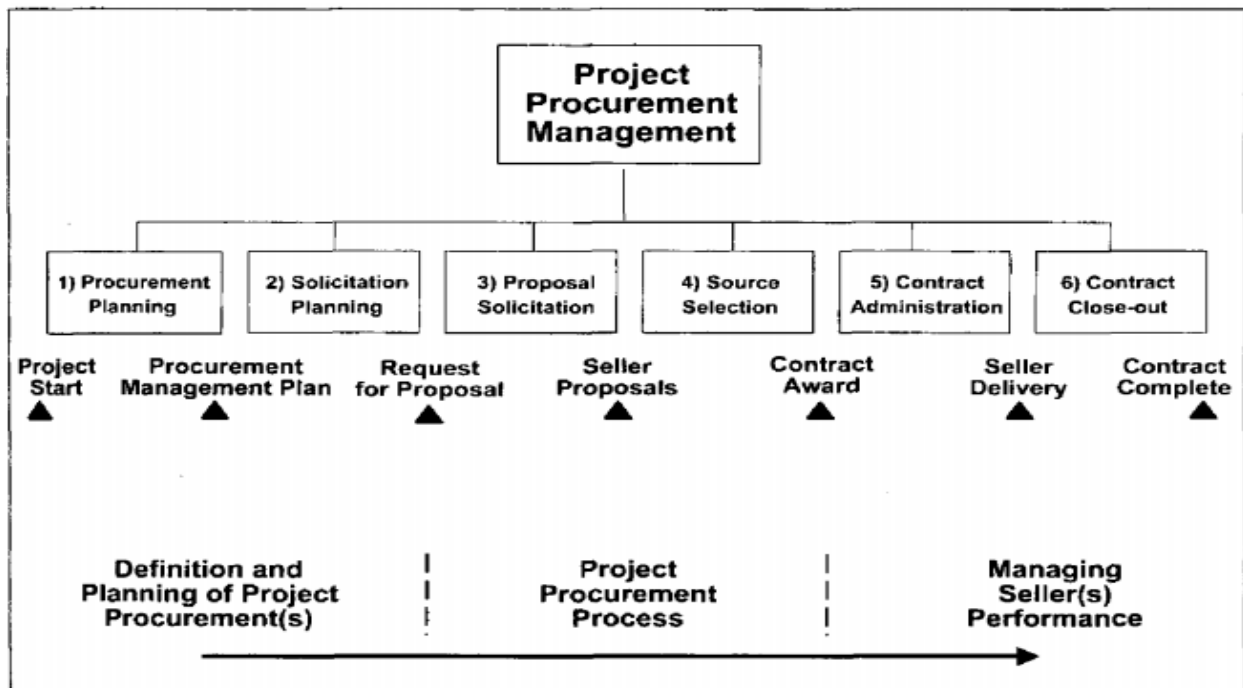 Project
Procurement
Management
1) Procurement
Planning
2) Solicitation
Planning
3) Proposal
Solicitation
4) Source
Selection
5) Contract
Administration
6) Contract
Close-out
Project
Start
Procurement
Management Plan
Request
for Proposal
Seller
Proposals
Contract
Award
Seller
Delivery
Contract
Complete
Definition and
Planning of Project
Procurement(s)
Project
Procurement
Process
Managing
Seller(s)
Performance